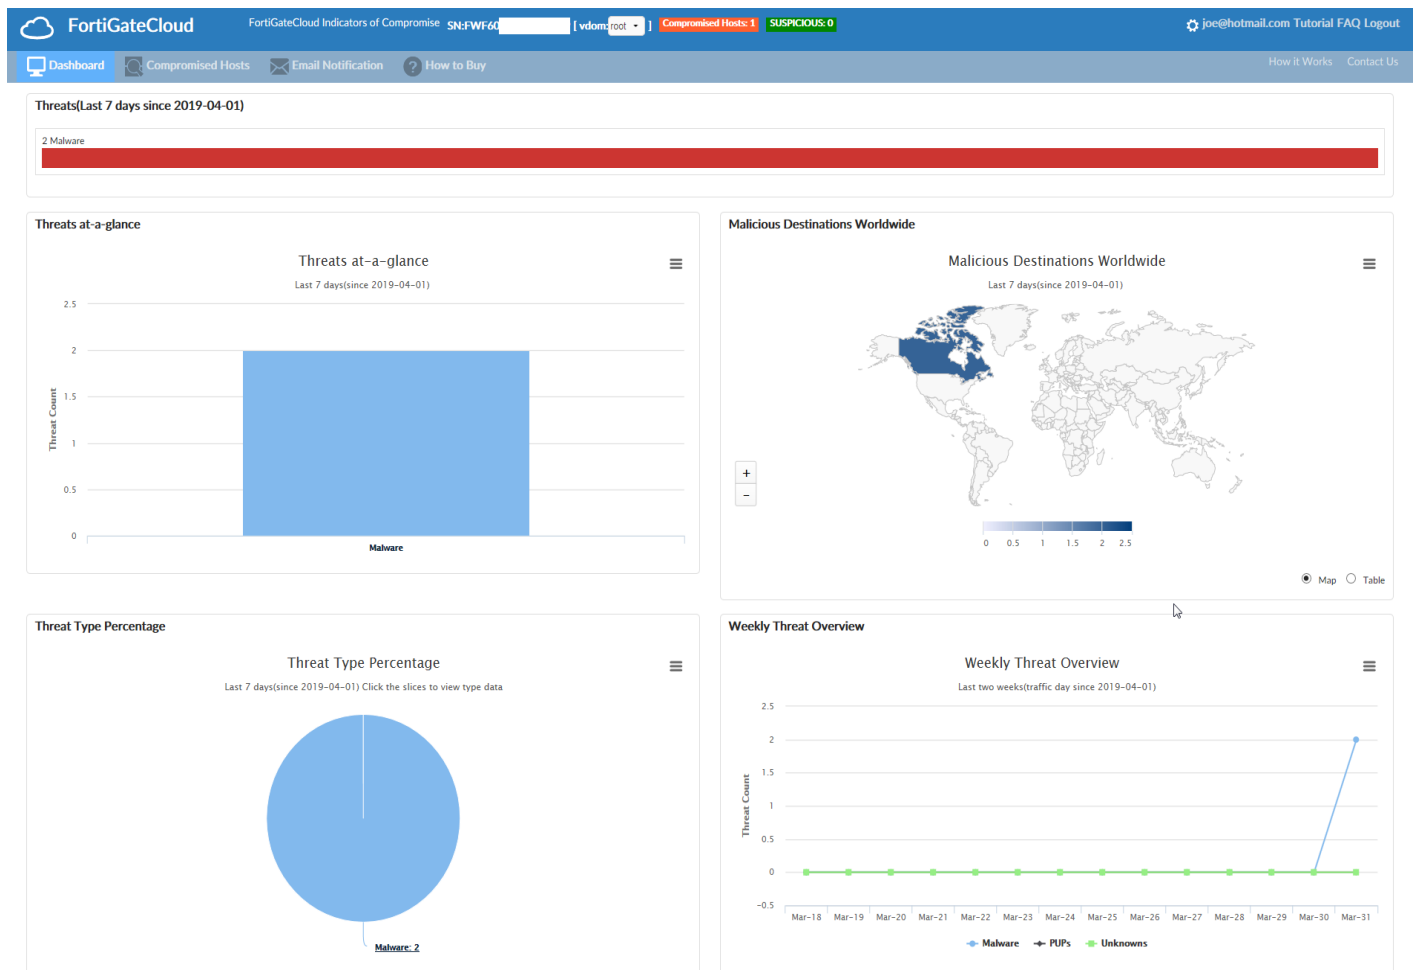 FortiGateCloud
FortiGateCloud Indicators of Compromise SN:FWF60 [ vdom: root ] Compromised Hosts: 1 SUSPICIOUS: 0
joe@hotmail.com Tutorial FAQ Logout
Dashboard Compromised Hosts Email Notification ? How to Buy
How it Works Contact Us
Threats(Last 7 days since 2019-04-01)
2 Malware
Threats at-a-glance
Threats at-a-glance
Last 7 days(since 2019-04-01)
Threat Count
2.5
2
1.5
1
0.5
0
Malware
Malicious Destinations Worldwide
Malicious Destinations Worldwide
Last 7 days(since 2019-04-01)
+
-
0 0.5 1 1.5 2 2.5
Map Table
Threat Type Percentage
Threat Type Percentage
Last 7 days(since 2019-04-01) Click the slices to view type data
Malware: 2
Weekly Threat Overview
Weekly Threat Overview
Last two weeks(traffic day since 2019-04-01)
Threat Count
2.5
2
1.5
1
0.5
0
-0.5
Mar-18 Mar-19 Mar-20 Mar-21 Mar-22 Mar-23 Mar-24 Mar-25 Mar-26 Mar-27 Mar-28 Mar-29 Mar-30 Mar-31
Malware PUPs Unknowns